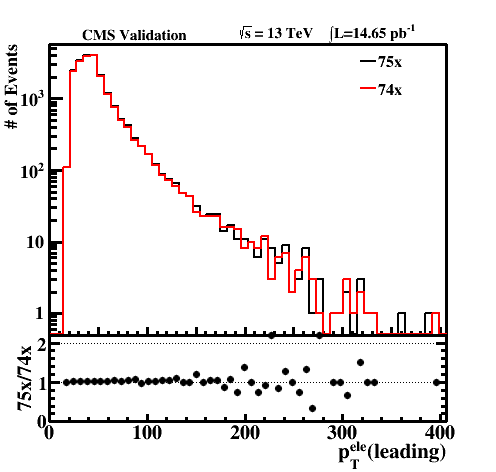 CMS Validation √s = 13 TeV ∫L=14.65 pb⁻¹
# of Events
75x
74x
10³
10²
10
1
75x/74x
2
1
0
0 100 200 300 400
p_T^ele(leading)